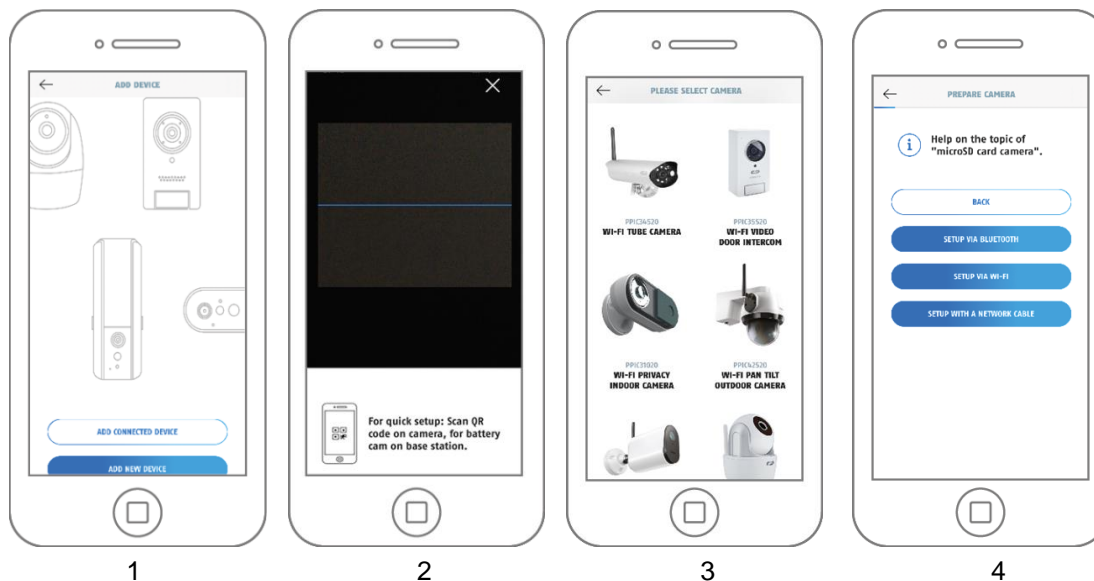 ADD DEVICE
ADD CONNECTED DEVICE
ADD NEW DEVICE
For quick setup: Scan QR
code on camera, for battery
cam on base station.
PLEASE SELECT CAMERA
PPIC34520
WI-FI TUBE CAMERA
PPIC35520
WI-FI VIDEO
DOOR INTERCOM
PPIC31020
WI-FI PRIVACY
INDOOR CAMERA
PPIC42520
WI-FI PAN TILT
OUTDOOR CAMERA
PREPARE CAMERA
i
Help on the topic of
"microSD card camera".
BACK
SETUP VIA BLUETOOTH
SETUP VIA WI-FI
SETUP WITH A NETWORK CABLE
1
2
3
4